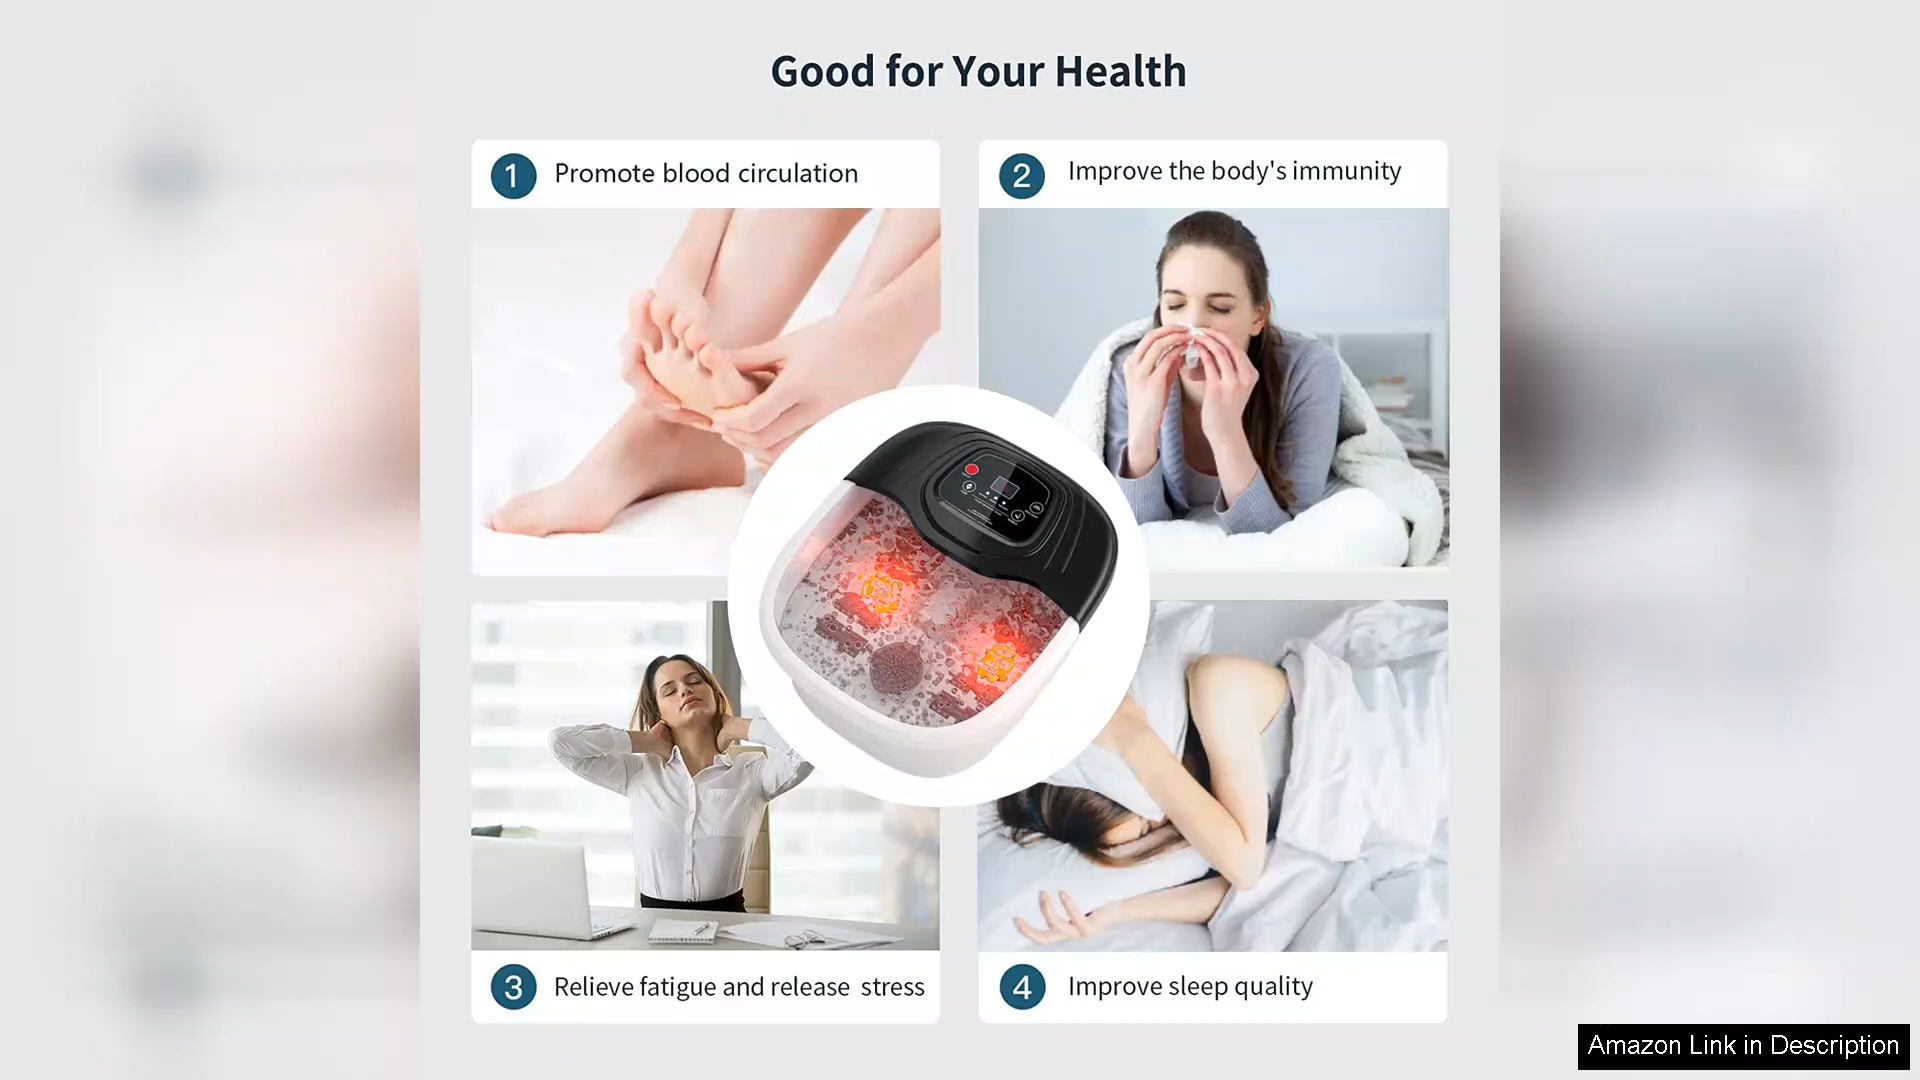 Good for Your Health
1 Promote blood circulation
2 Improve the body's immunity
3 Relieve fatigue and release stress
4 Improve sleep quality
Amazon Link in Description